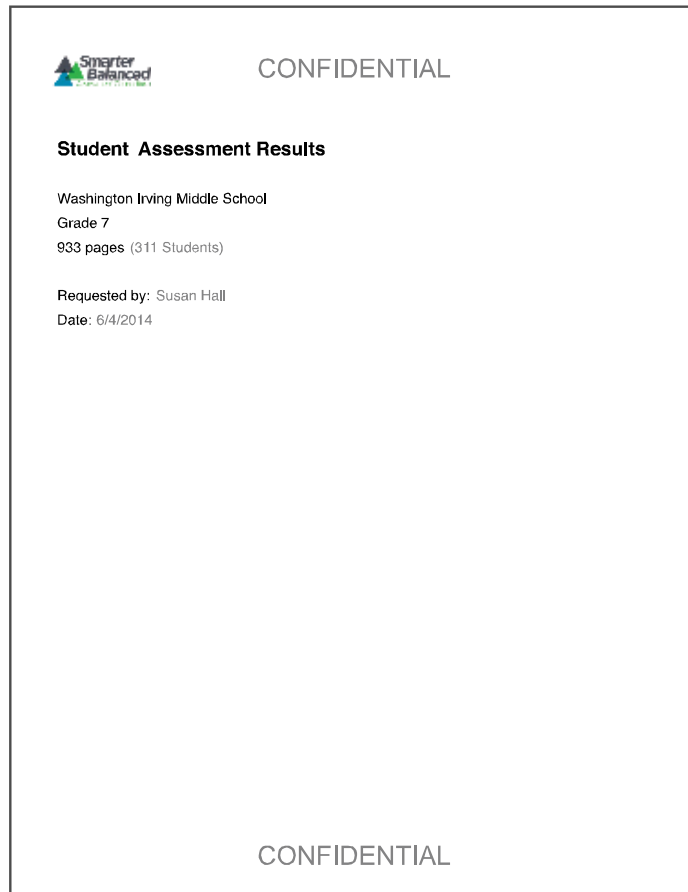 Smarter
Balanced
CONFIDENTIAL
Student Assessment Results
Washington Irving Middle School
Grade 7
933 pages (311 Students)
Requested by: Susan Hall
Date: 6/4/2014
CONFIDENTIAL